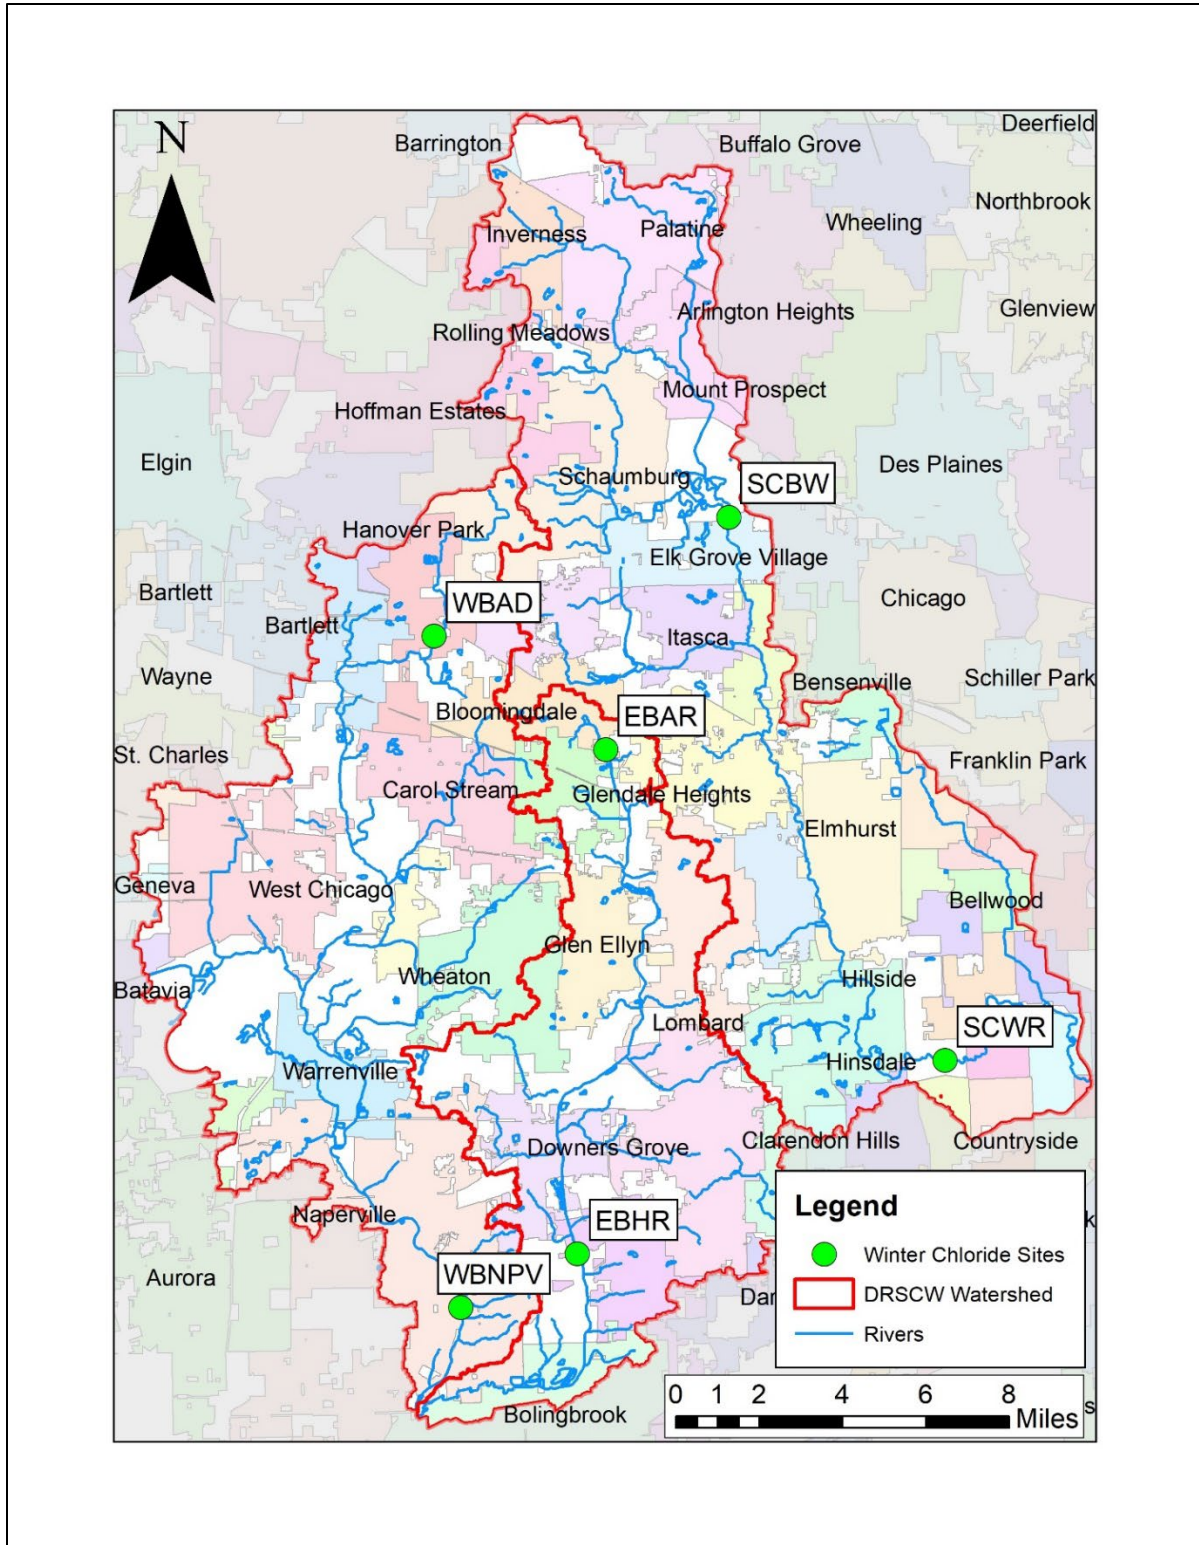 N
Deerfield
Barrington
Buffalo Grove
Northbrook
Wheeling
Palatine
Inverness
Glenview
Arlington Heights
Rolling Meadows
Mount Prospect
Hoffman Estates
Elgin
Des Plaines
Schaumburg
SCBW
Hanover Park
Elk Grove Village
Bartlett
WBAD
Chicago
Bartlett
Itasca
Wayne
Schiller Park
Bensenville
Bloomingdale
EBAR
St. Charles
Franklin Park
Carol Stream
Glendale Heights
Elmhurst
Geneva
West Chicago
Bellwood
Glen Ellyn
Wheaton
Hillside
Batavia
Lombard
SCWR
Warrenville
Hinsdale
Downers Grove
Clarendon Hills
Countryside
Legend
Winter Chloride Sites
DRSCW Watershed
Rivers
Naperville
EBHR
k
Aurora
WBNPV
Dar
Bolingbrook
0 1 2 4 6 8
Miles
s